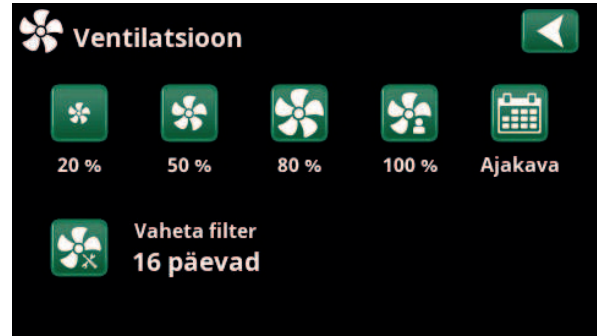 Ventilatsioon
20 % 50 % 80 % 100 % Ajakava
Vaheta filter
16 päevad